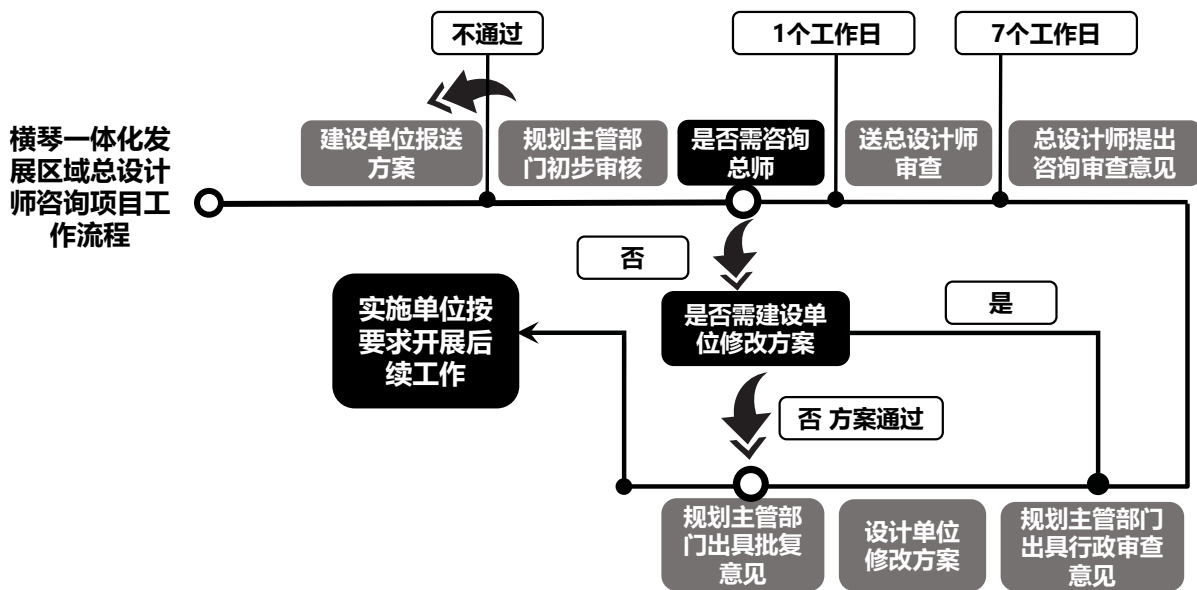 不通过
1个工作日
7个工作日
横琴一体化发
展区域总设计
师咨询项目工
作流程
建设单位报送
方案
规划主管部
门初步审核
是否需咨询
总师
送总设计师
审查
总设计师提出
咨询审查意见
否
实施单位按
要求开展后
续工作
是否需建设单
位修改方案
是
否 方案通过
规划主管部
门出具批复
意见
设计单位
修改方案
规划主管部门
出具行政审查
意见